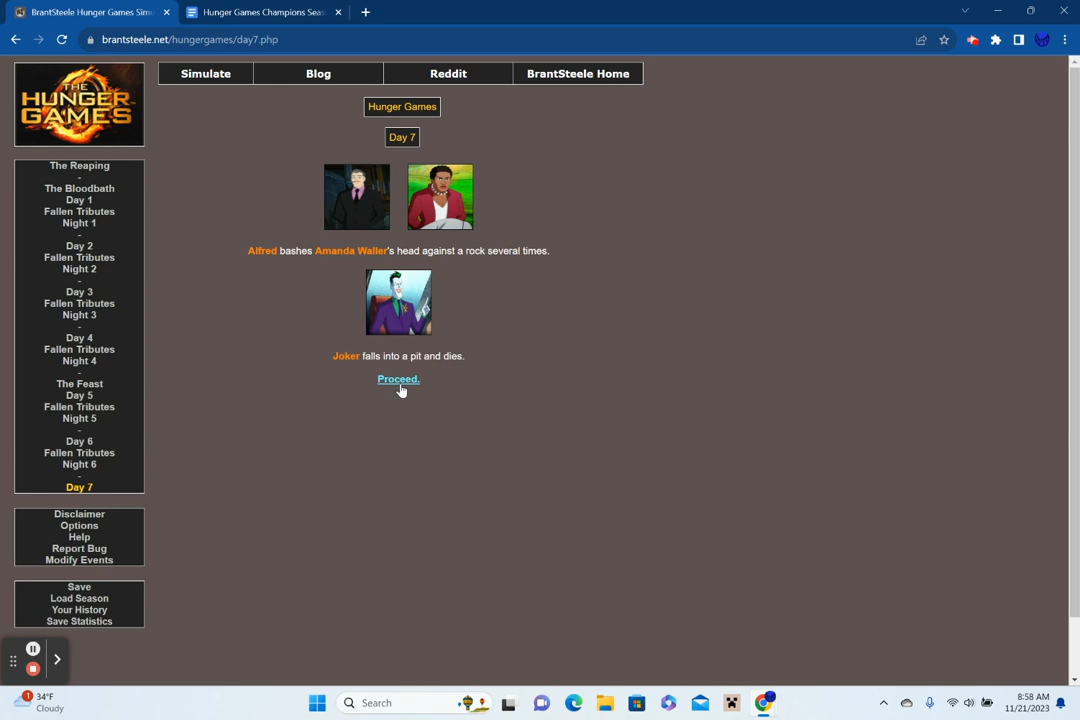 BrantSteele Hunger Games Simu
Hunger Games Champions Sea
brantsteele.net/hungergames/day7.php
THE
HUNGER
GAMES
Simulate
Blog
Reddit
BrantSteele Home
Hunger Games
Day 7
Alfred bashes Amanda Waller's head against a rock several times.
Joker falls into a pit and dies.
Proceed.
The Reaping
-
The Bloodbath
Day 1
Fallen Tributes
Night 1
-
Day 2
Fallen Tributes
Night 2
-
Day 3
Fallen Tributes
Night 3
-
Day 4
Fallen Tributes
Night 4
-
The Feast
Day 5
Fallen Tributes
Night 5
-
Day 6
Fallen Tributes
Night 6
-
Day 7
Disclaimer
Options
Help
Report Bug
Modify Events
Save
Load Season
Your History
Save Statistics
1
34°F
Cloudy
Search
8:58 AM
11/21/2023